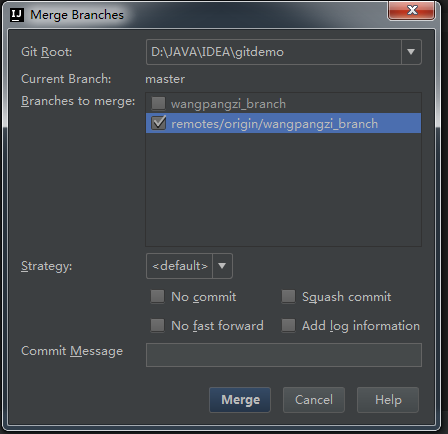 Merge Branches
Git Root: D:\JAVA\IDEA\gitdemo
Current Branch: master
Branches to merge: wangpangzi_branch
remotes/origin/wangpangzi_branch
Strategy: <default>
No commit Squash commit
No fast forward Add log information
Commit Message
Merge Cancel Help